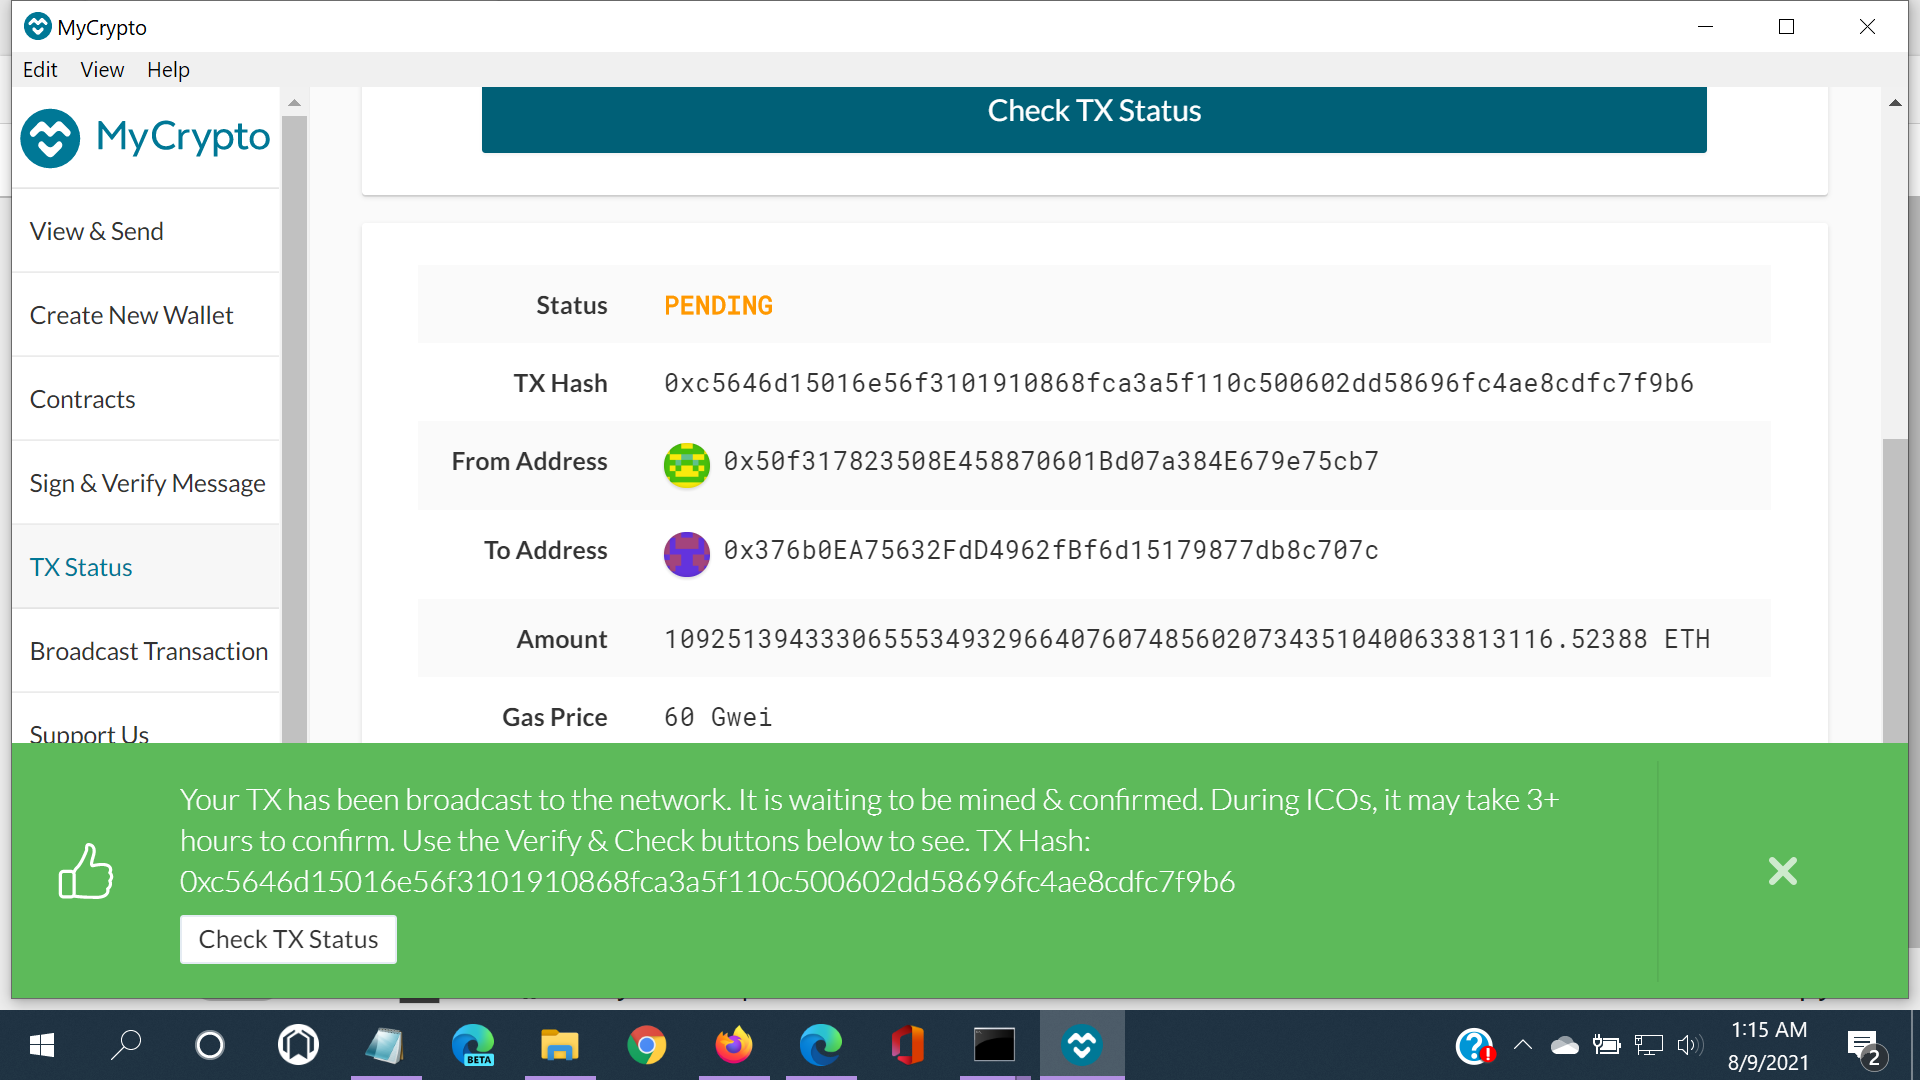 MyCrypto
Edit View Help
MyCrypto
View & Send
Create New Wallet
Contracts
Sign & Verify Message
TX Status
Broadcast Transaction
Support Us
Check TX Status
Status PENDING
TX Hash 0xc5646d15016e56f3101910868fca3a5f110c500602dd58696fc4ae8cdfc7f9b6
From Address 0x50f317823508E458870601Bd07a384E679e75cb7
To Address 0x376b0EA75632FdD4962fBf6d15179877db8c707c
Amount 109251394333065553493296640760748560207343510400633813116.52388 ETH
Gas Price 60 Gwei
Your TX has been broadcast to the network. It is waiting to be mined & confirmed. During ICOs, it may take 3+
hours to confirm. Use the Verify & Check buttons below to see. TX Hash:
0xc5646d15016e56f3101910868fca3a5f110c500602dd58696fc4ae8cdfc7f9b6
Check TX Status
BETA
1:15 AM
8/9/2021
2